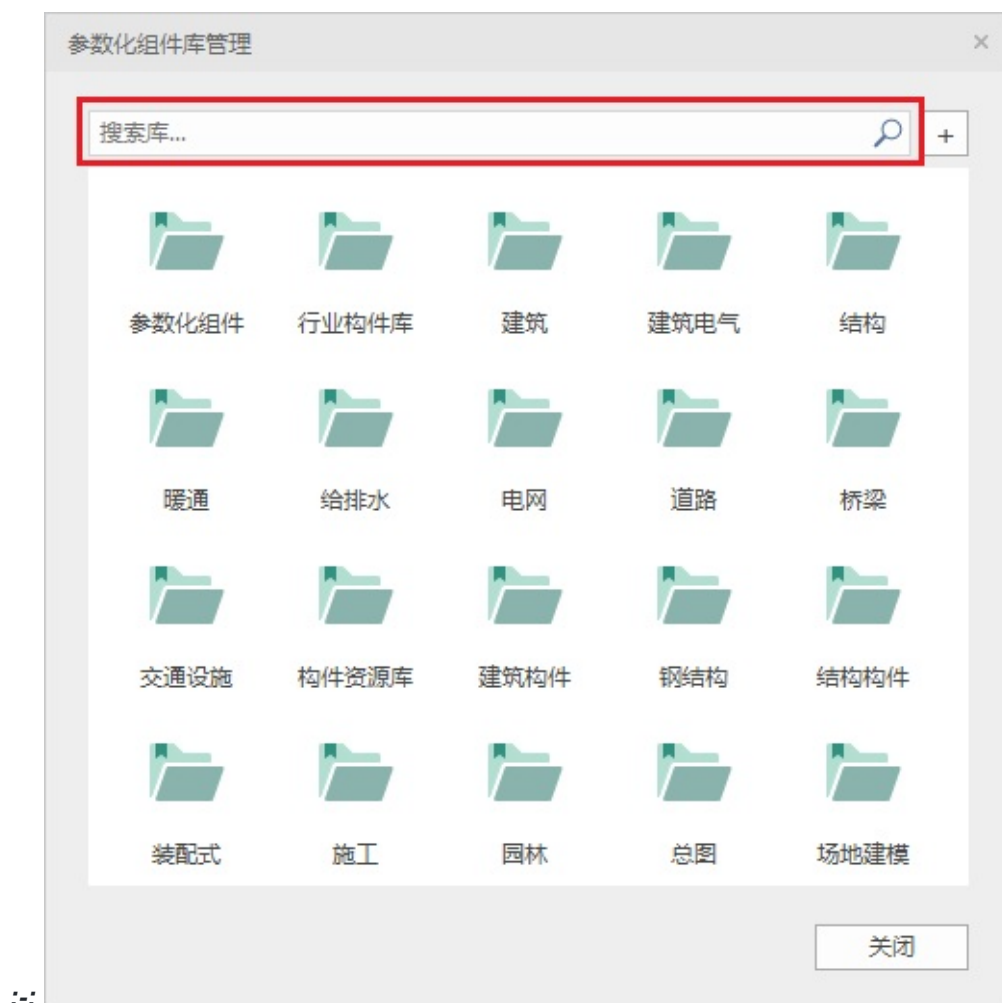 参数化组件库管理 ×
搜索库... +
参数化组件 行业构件库 建筑 建筑电气 结构
暖通 给排水 电网 道路 桥梁
交通设施 构件资源库 建筑构件 钢结构 结构构件
装配式 施工 园林 总图 场地建模
关闭